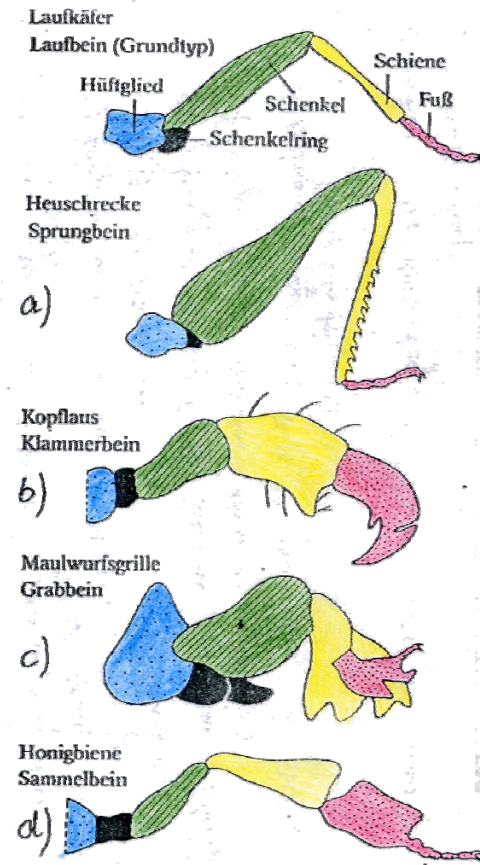 Laufkäfer
Laufbein (Grundtyp)
Hüftglied
Schenkel
Schenkelring
Schiene
Fuß
Heuschrecke
Sprungbein
a)
Kopflaus
Klammerbein
b)
Maulwurfsgrille
Grabbein
c)
Honigbiene
Sammelbein
d)